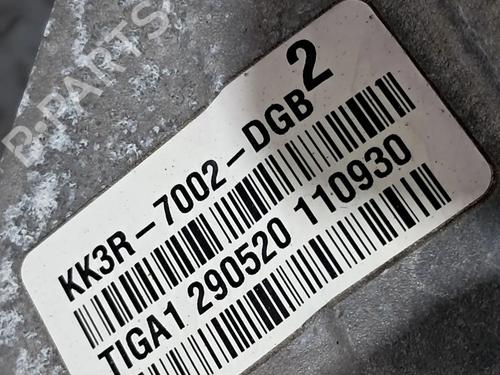 B-PARTS
2
KK3R-7002-DGB
TIGA1 290520 110930